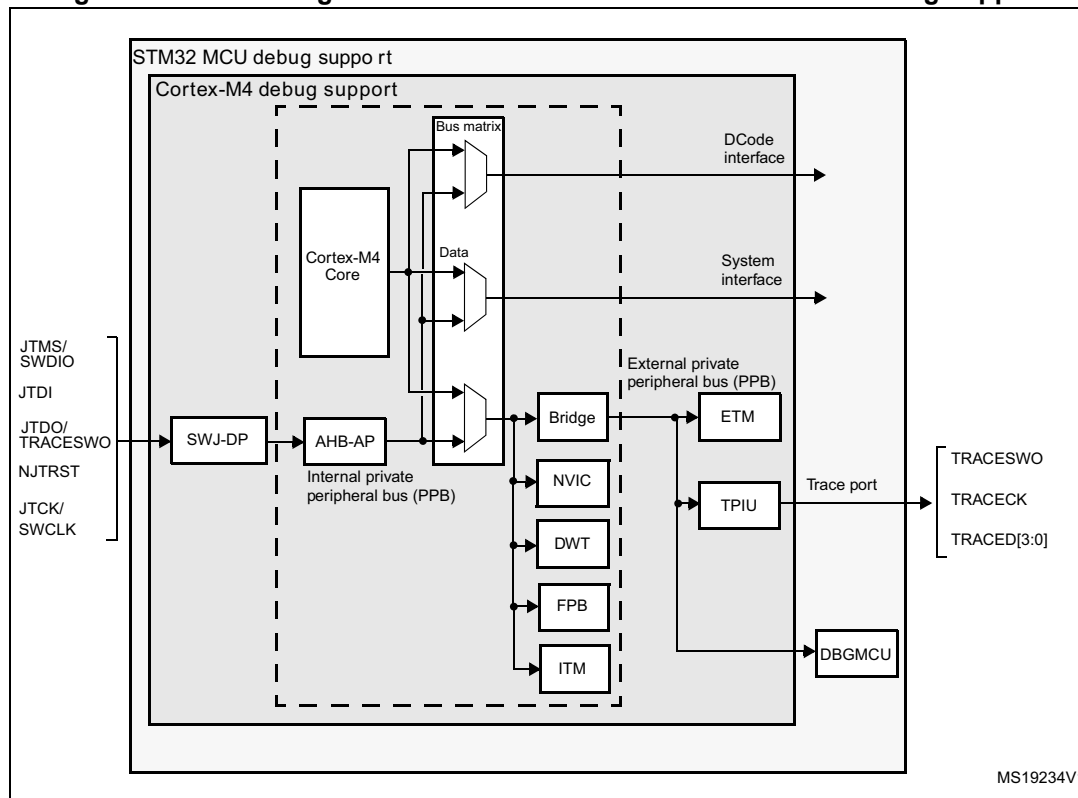 STM32 MCU debug suppo rt
Cortex-M4 debug support
Bus matrix
DCode
interface
Cortex-M4
Core
Data
System
interface
JTMS/
SWDIO
JTDI
JTDO/
TRACESWO
NJTRST
JTCK/
SWCLK
SWJ-DP
AHB-AP
Internal private
peripheral bus (PPB)
External private
peripheral bus (PPB)
Bridge
ETM
NVIC
TPIU
Trace port
TRACESWO
TRACECK
TRACED[3:0]
DWT
FPB
DBGMCU
ITM
MS19234V